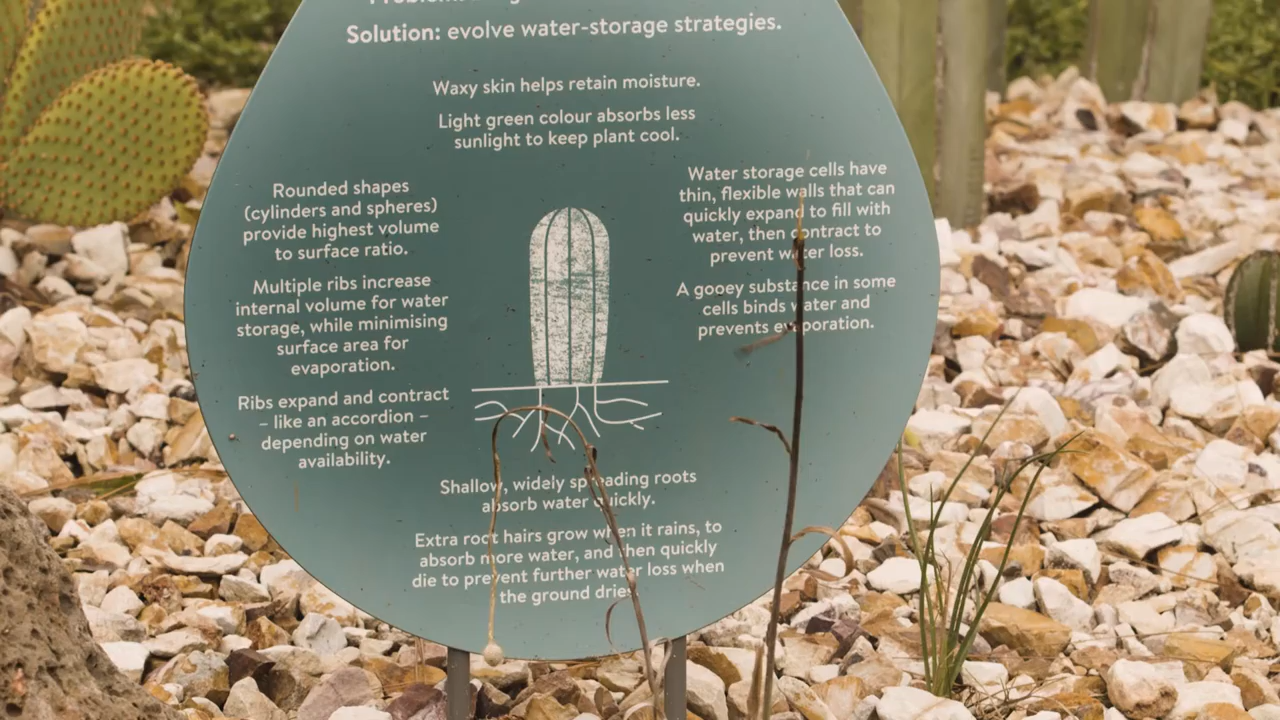 Solution: evolve water-storage strategies.
Waxy skin helps retain moisture.
Light green colour absorbs less
sunlight to keep plant cool.
Rounded shapes
(cylinders and spheres)
provide highest volume
to surface ratio.
Multiple ribs increase
internal volume for water
storage, while minimising
surface area for
evaporation.
Ribs expand and contract
– like an accordion –
depending on water
availability.
Water storage cells have
thin, flexible walls that can
quickly expand to fill with
water, then contract to
prevent water loss.
A gooey substance in some
cells binds water and
prevents evaporation.
Shallow, widely spreading roots
absorb water quickly.
Extra root hairs grow when it rains, to
absorb more water, and then quickly
die to prevent further water loss when
the ground dries.